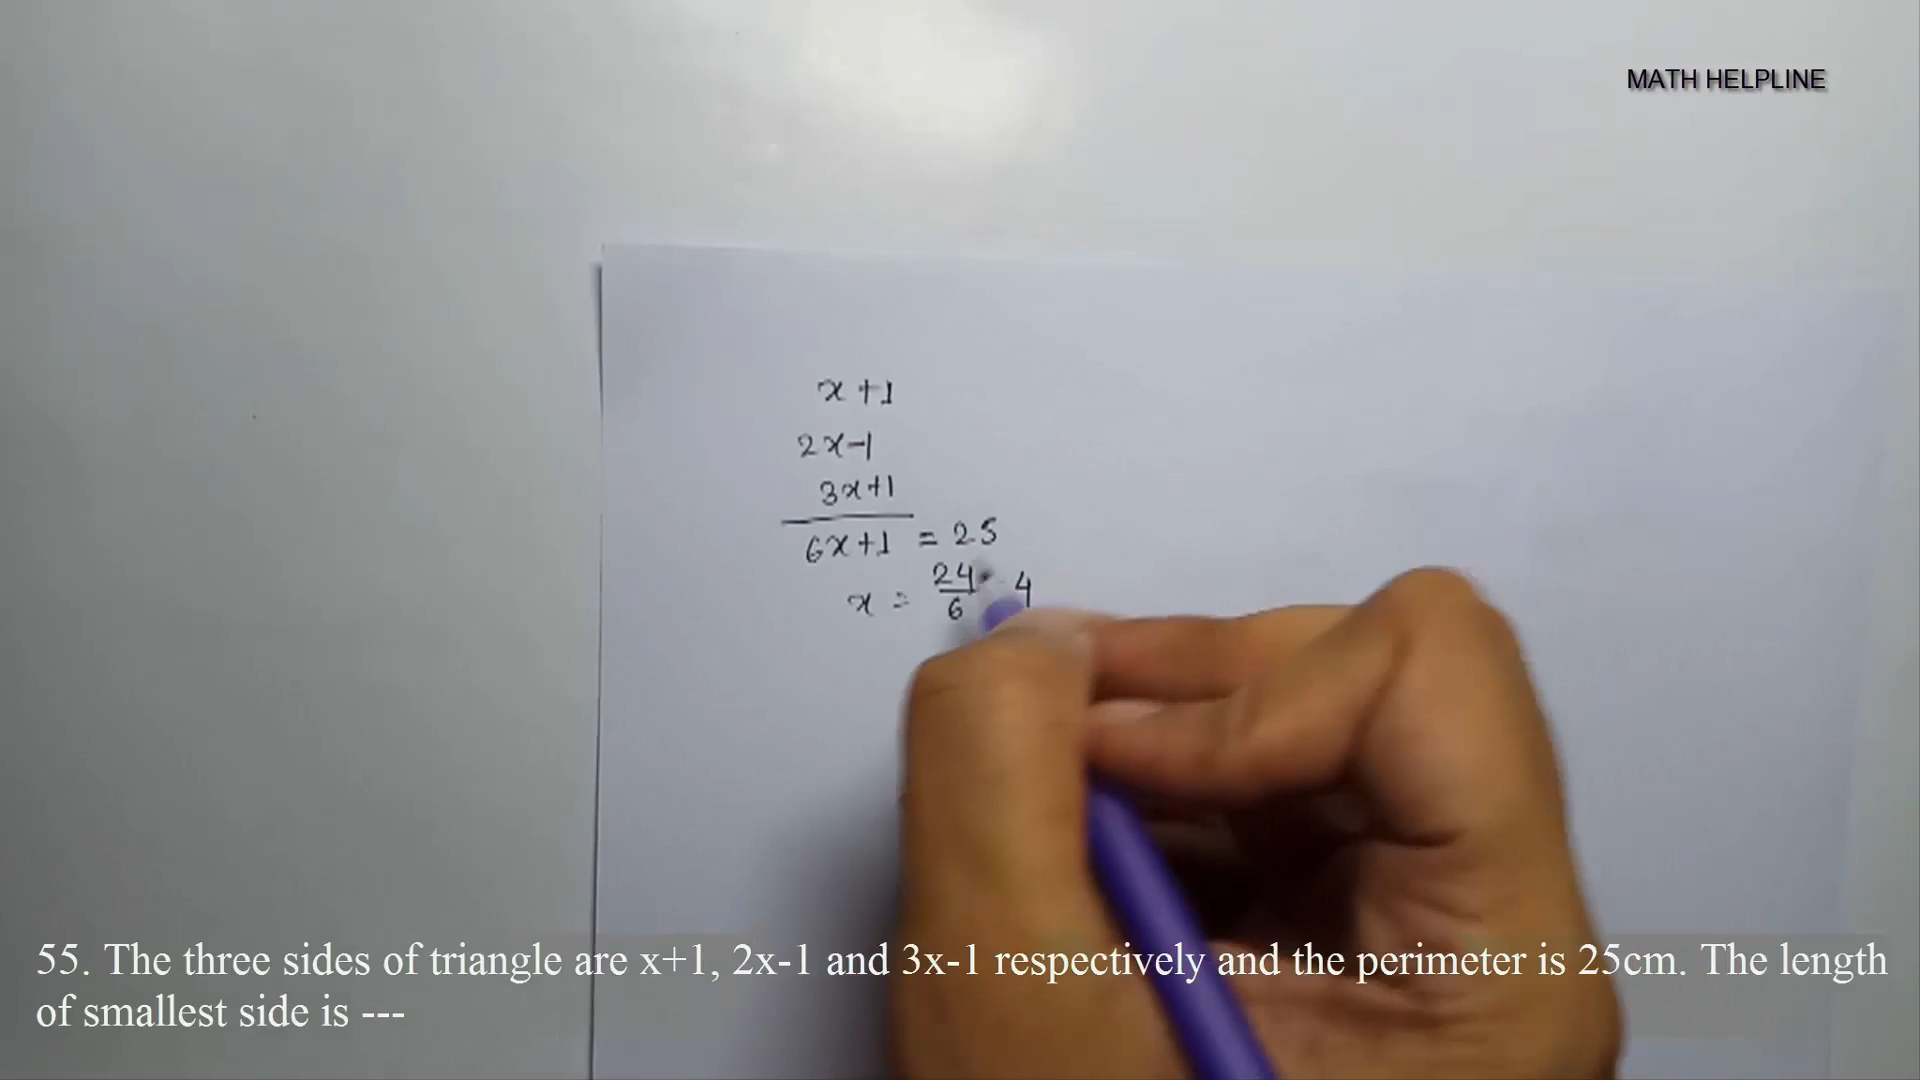 MATH HELPLINE
x+1
2x-1
3x+1
6x+1 = 25
x = 24/6 = 4
55. The three sides of triangle are x+1, 2x-1 and 3x-1 respectively and the perimeter is 25cm. The length
of smallest side is ---